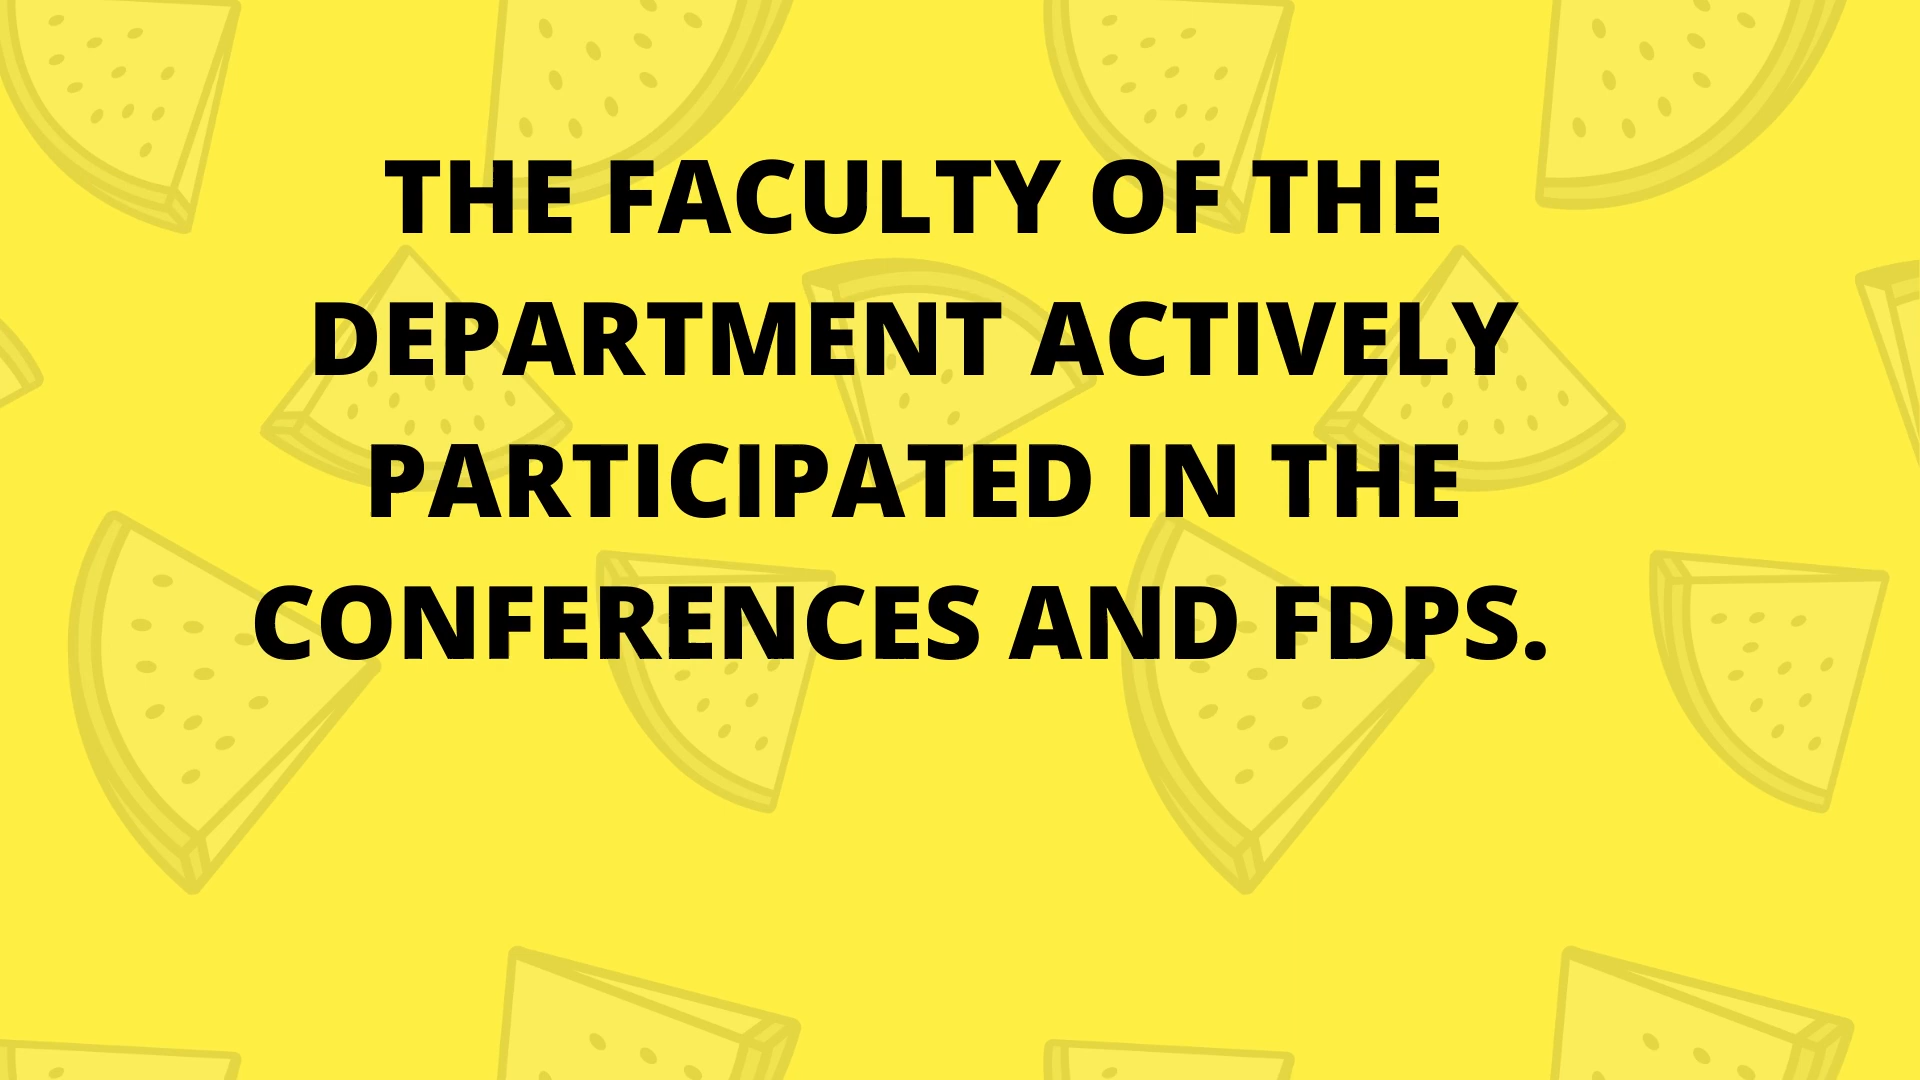 THE FACULTY OF THE
DEPARTMENT ACTIVELY
PARTICIPATED IN THE
CONFERENCES AND FDPS.